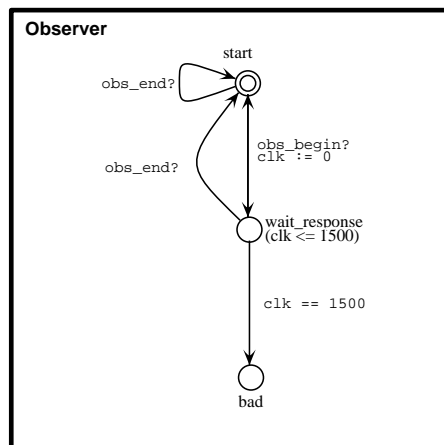 Observer
start
obs_end?
obs_begin?
clk := 0
obs_end?
wait_response
(clk <= 1500)
clk == 1500
bad